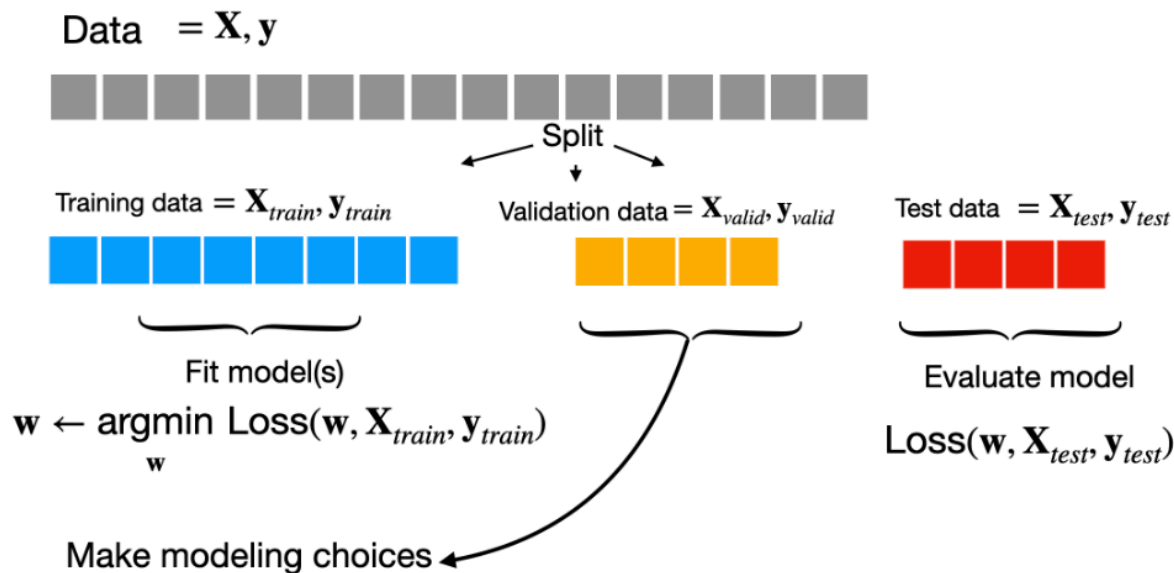 Data = X, y
Split
Training data = X_train, y_train
Validation data = X_valid, y_valid
Test data = X_test, y_test
Fit model(s)
Evaluate model
w ← argmin Loss(w, X_train, y_train)
w
Loss(w, X_test, y_test)
Make modeling choices